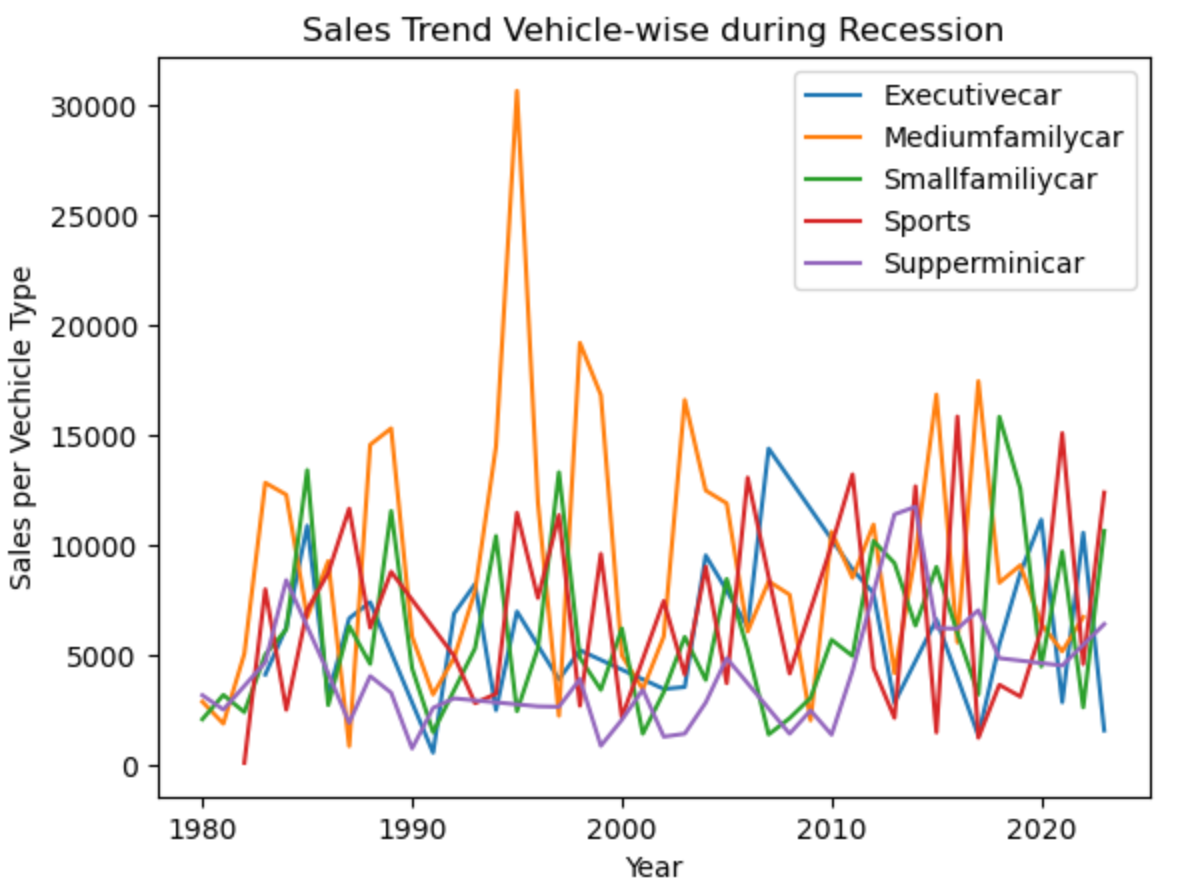 Sales Trend Vehicle-wise during Recession
Executivecar
Mediumfamilycar
Smallfamiliycar
Sports
Supperminicar
Sales per Vechicle Type
30000
25000
20000
15000
10000
5000
0
1980 1990 2000 2010 2020
Year